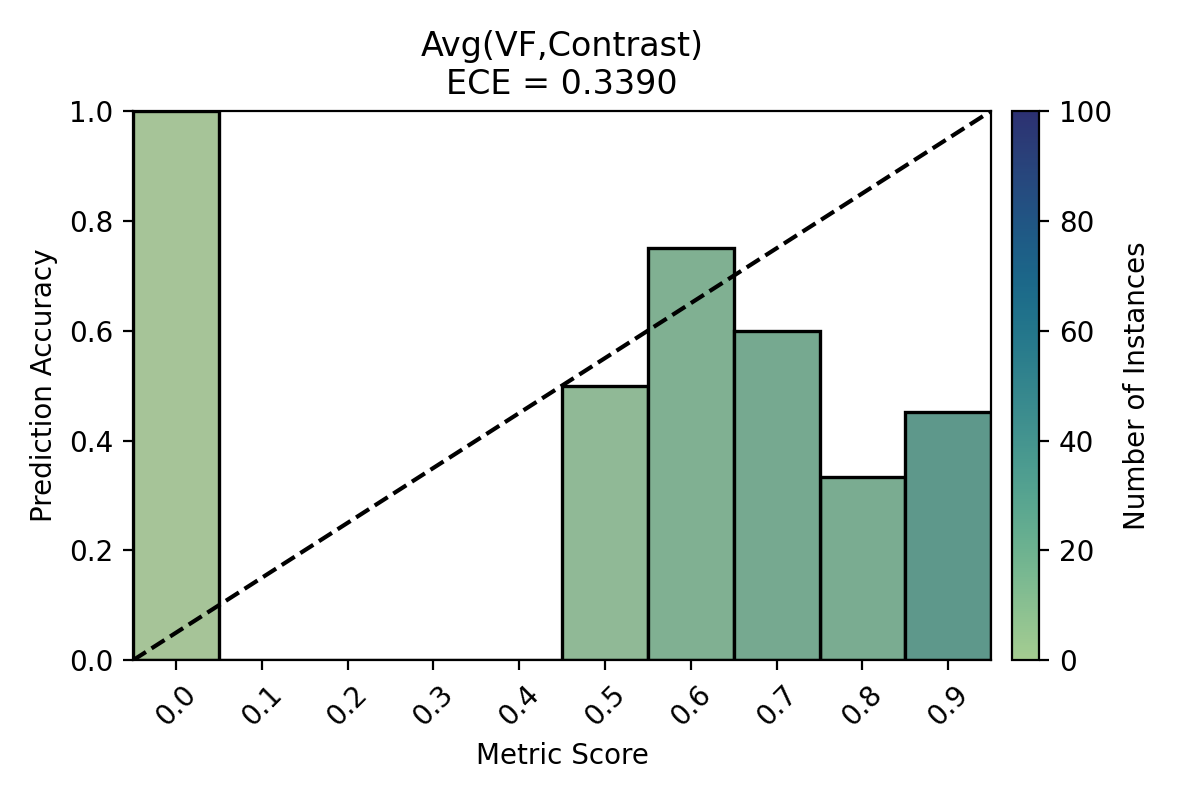 Avg(VF,Contrast)
ECE = 0.3390
1.0
0.8
0.6
0.4
0.2
0.0
Prediction Accuracy
0.0 0.1 0.2 0.3 0.4 0.5 0.6 0.7 0.8 0.9
Metric Score
100
80
60
40
20
0
Number of Instances